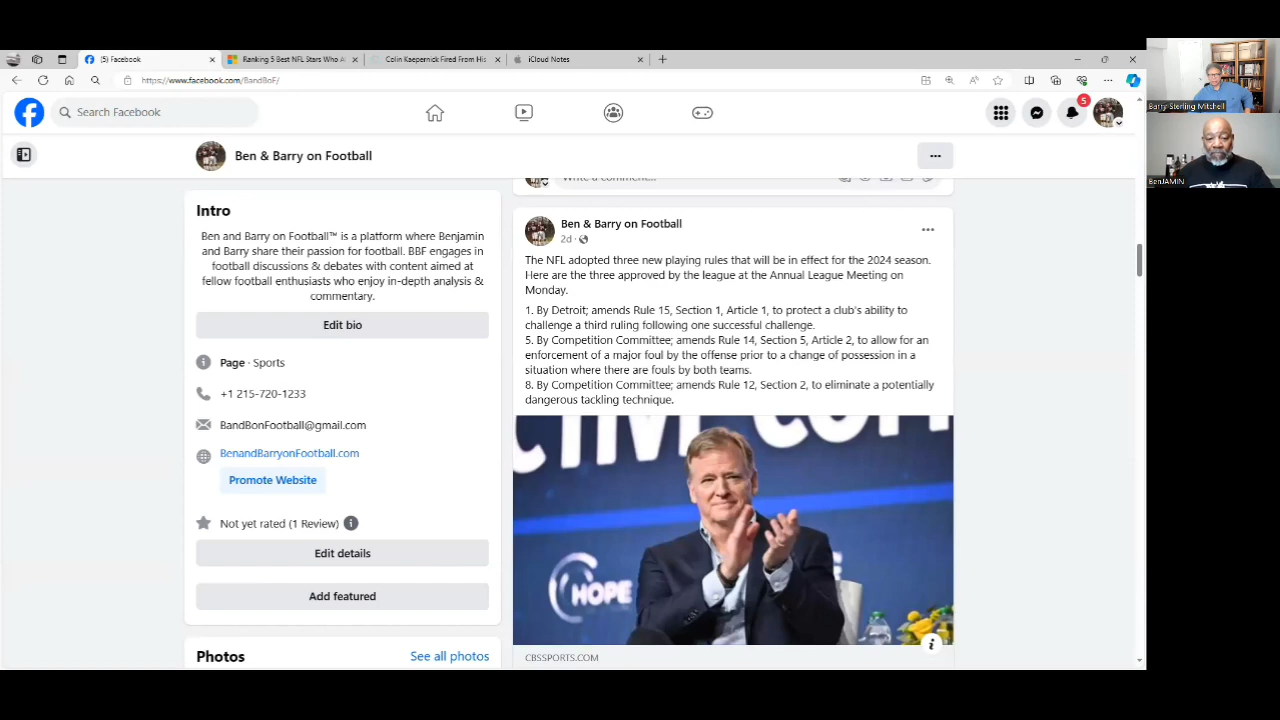 (5) Facebook
Ranking 5 Best NFL Stars Who A
Colin Kaepernick Fired From His
iCloud Notes
https://www.facebook.com/BandBoF/
Search Facebook
5
Barry Sterling Mitchell
BenJAMIN
Ben & Barry on Football
Intro
Ben and Barry on Football™ is a platform where Benjamin
and Barry share their passion for football. BBF engages in
football discussions & debates with content aimed at
fellow football enthusiasts who enjoy in-depth analysis &
commentary.
Edit bio
Page · Sports
+1 215-720-1233
BandBonFootball@gmail.com
BenandBarryonFootball.com
Promote Website
Not yet rated (1 Review)
Edit details
Add featured
Photos
See all photos
Write a comment...
Ben & Barry on Football
2d ·
The NFL adopted three new playing rules that will be in effect for the 2024 season.
Here are the three approved by the league at the Annual League Meeting on
Monday.
1. By Detroit; amends Rule 15, Section 1, Article 1, to protect a club's ability to
challenge a third ruling following one successful challenge.
5. By Competition Committee; amends Rule 14, Section 5, Article 2, to allow for an
enforcement of a major foul by the offense prior to a change of possession in a
situation where there are fouls by both teams.
8. By Competition Committee; amends Rule 12, Section 2, to eliminate a potentially
dangerous tackling technique.
HOPE
CBSSPORTS.COM